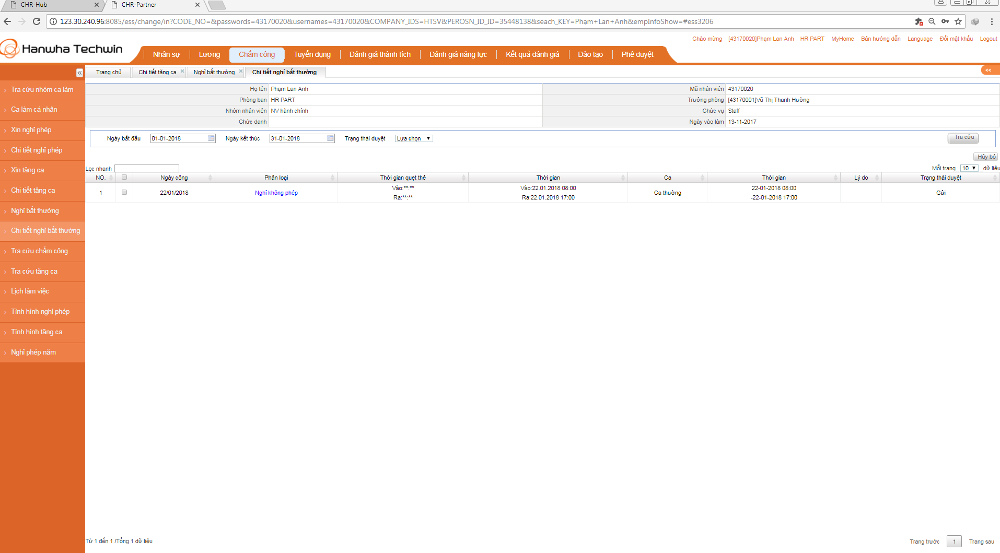 CHR-Hub
CHR-Partner
123.30.240.96:8085/ess/change/in?CODE_NO=&passwords=43170020&usernames=43170020&COMPANY_IDS=HTSV&PEROSN_ID_ID=35448138&seach_KEY=Phạm+Lan+Anh&empInfoShow=#ess3206
Chào mừng [43170020]Phạm Lan Anh HR PART MyHome Bản hướng dẫn Language Đổi mật khẩu Logout
Hanwha Techwin
Nhân sự Lương Chấm công Tuyển dụng Đánh giá thành tích Đánh giá năng lực Kết quả đánh giá Đào tạo Phê duyệt
Trang chủ Chi tiết tăng ca Nghỉ bất thường Chi tiết nghỉ bất thường
Tra cứu nhóm ca làm
Ca làm cá nhân
Xin nghỉ phép
Chi tiết nghỉ phép
Xin tăng ca
Chi tiết tăng ca
Nghỉ bất thường
Chi tiết nghỉ bất thường
Tra cứu chấm công
Tra cứu tăng ca
Lịch làm việc
Tình hình nghỉ phép
Tình hình tăng ca
Nghỉ phép năm
Họ tên Phạm Lan Anh Mã nhân viên 43170020
Phòng ban HR PART Trưởng phòng [43170001]Vũ Thị Thanh Hường
Nhóm nhân viên NV hành chính Chức vụ Staff
Chức danh Ngày vào làm 13-11-2017
Ngày bắt đầu 01-01-2018 Ngày kết thúc 31-01-2018 Trạng thái duyệt Lựa chọn Tra cứu
Hủy bỏ
Lọc nhanh Mỗi trang_ 10 _dữ liệu
NO. Ngày công Phân loại Thời gian quẹt thẻ Thời gian Ca Thời gian Lý do Trạng thái duyệt
1 22/01/2018 Nghỉ không phép Vào:**:** Vào:22.01.2018 08:00 Ca thường 22-01-2018 08:00 Gửi
Ra:**:** Ra:22.01.2018 17:00 -22-01-2018 17:00
Từ 1 đến 1 /Tổng 1 dữ liệu
Trang trước 1 Trang sau